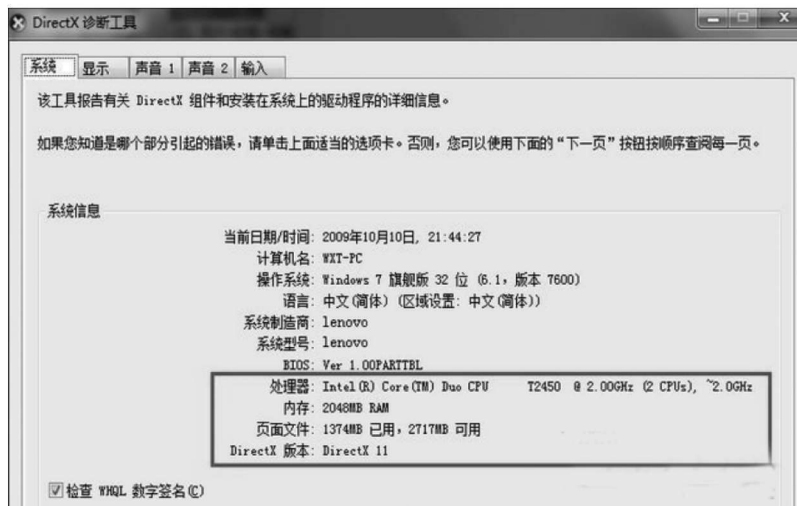 DirectX 诊断工具
系统 显示 声音 1 声音 2 输入
该工具报告有关 DirectX 组件和安装在系统上的驱动程序的详细信息。
如果您知道是哪个部分引起的错误，请单击上面适当的选项卡。否则，您可以使用下面的“下一页”按钮按顺序查阅每一页。
系统信息
当前日期/时间: 2009年10月10日, 21:44:27
计算机名: WXT-PC
操作系统: Windows 7 旗舰版 32 位 (6.1，版本 7600)
语言: 中文(简体) (区域设置: 中文(简体))
系统制造商: lenovo
系统型号: lenovo
BIOS: Ver 1.00PARTTBL
处理器: Intel(R) Core(TM) Duo CPU T2450 @ 2.00GHz (2 CPUs), ~2.0GHz
内存: 2048MB RAM
页面文件: 1374MB 已用，2717MB 可用
DirectX 版本: DirectX 11
检查 WHQL 数字签名(C)